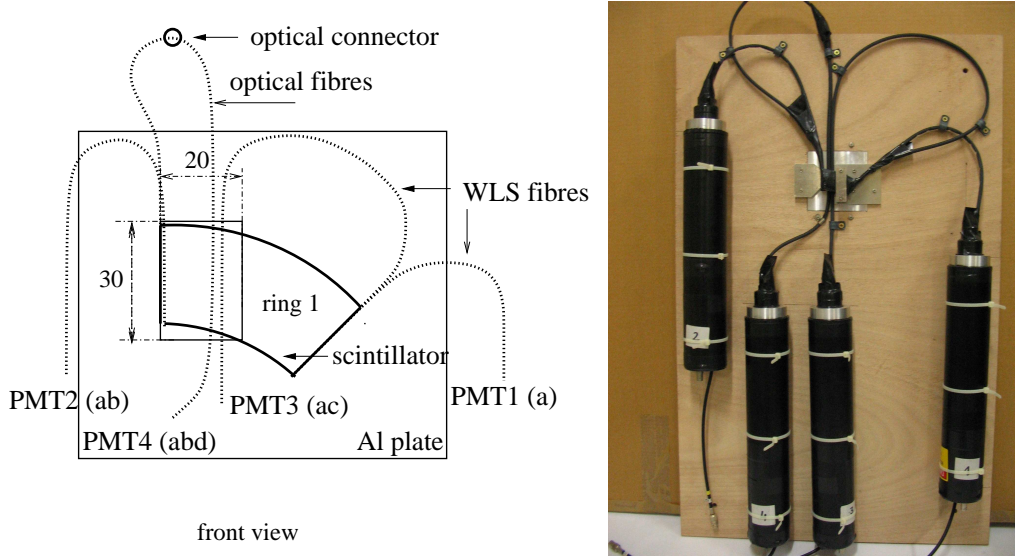 optical connector
optical fibres
20
WLS fibres
30
ring 1
scintillator
PMT2 (ab)
PMT3 (ac)
PMT1 (a)
PMT4 (abd)
Al plate
front view
2
4
3
1